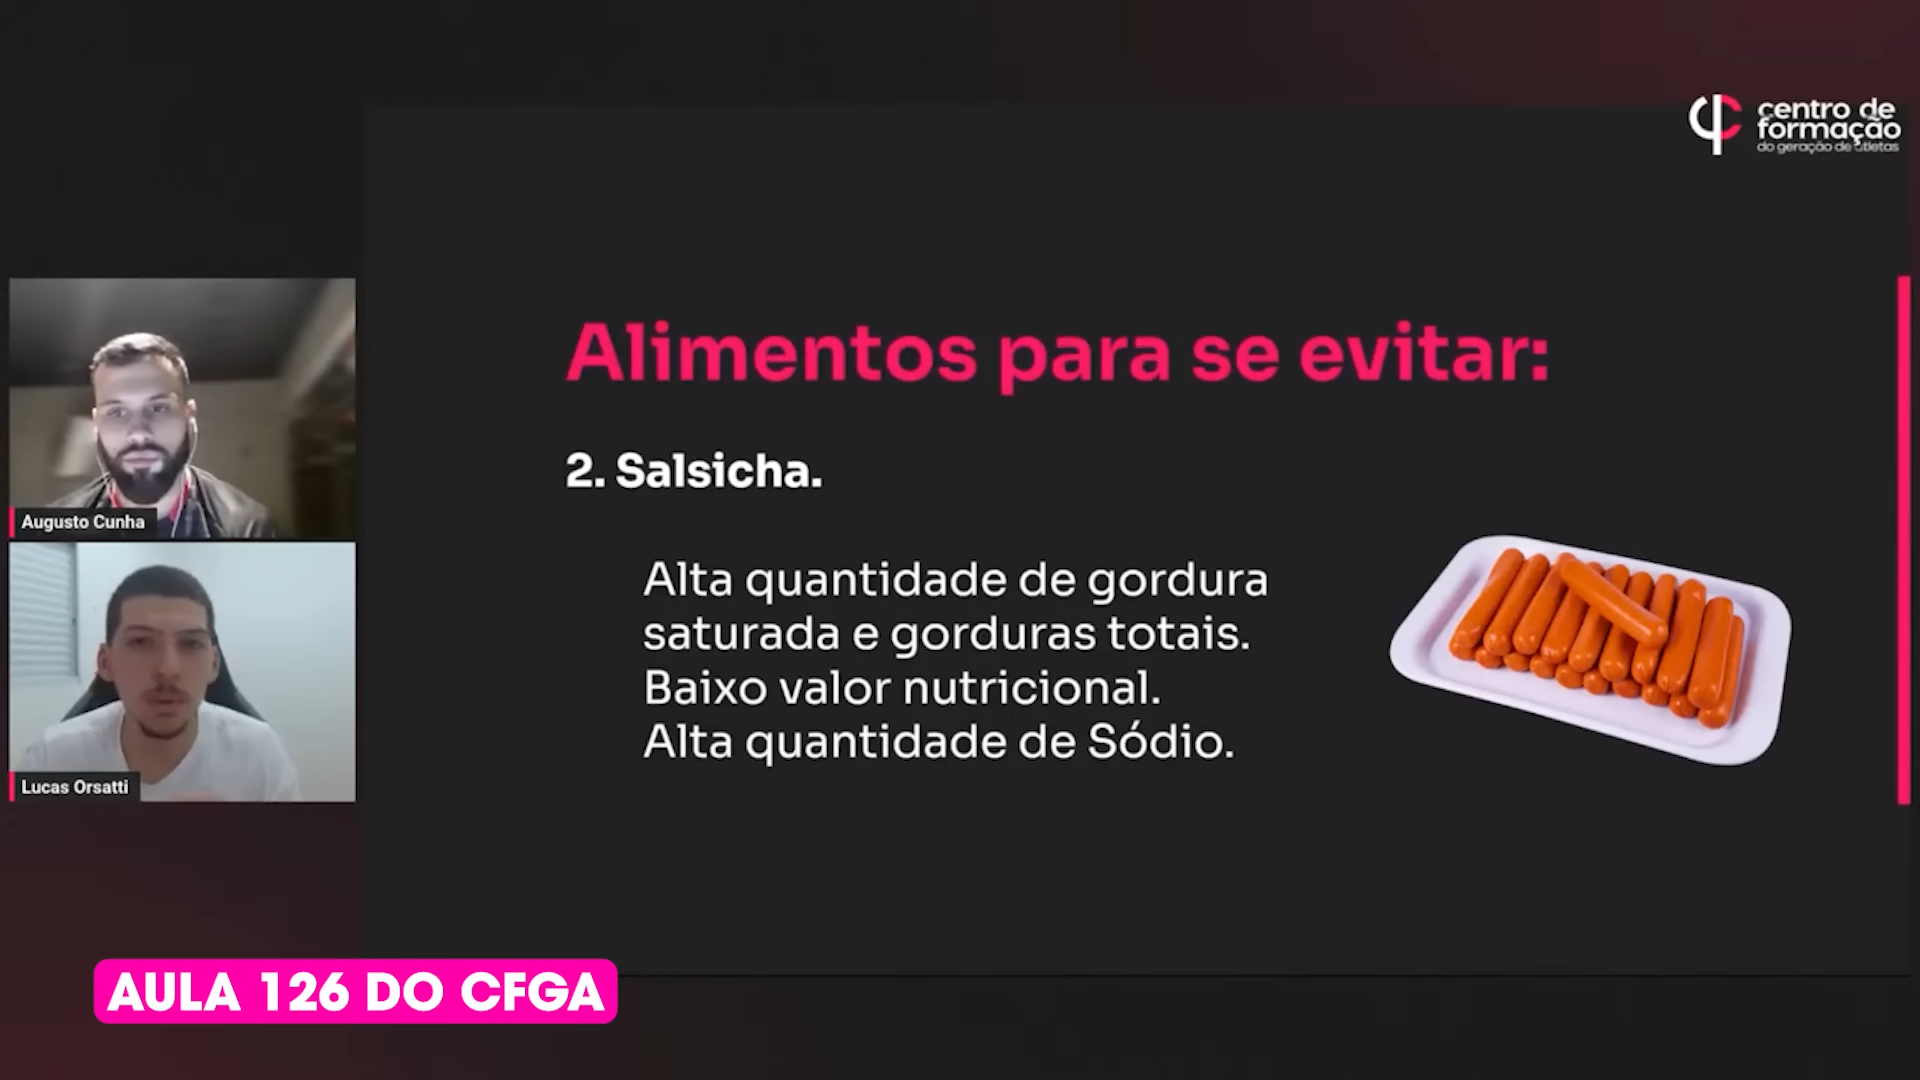 centro de
formação
do geração de atletas
Alimentos para se evitar:
2. Salsicha.
Alta quantidade de gordura
saturada e gorduras totais.
Baixo valor nutricional.
Alta quantidade de Sódio.
Augusto Cunha
Lucas Orsatti
AULA 126 DO CFGA